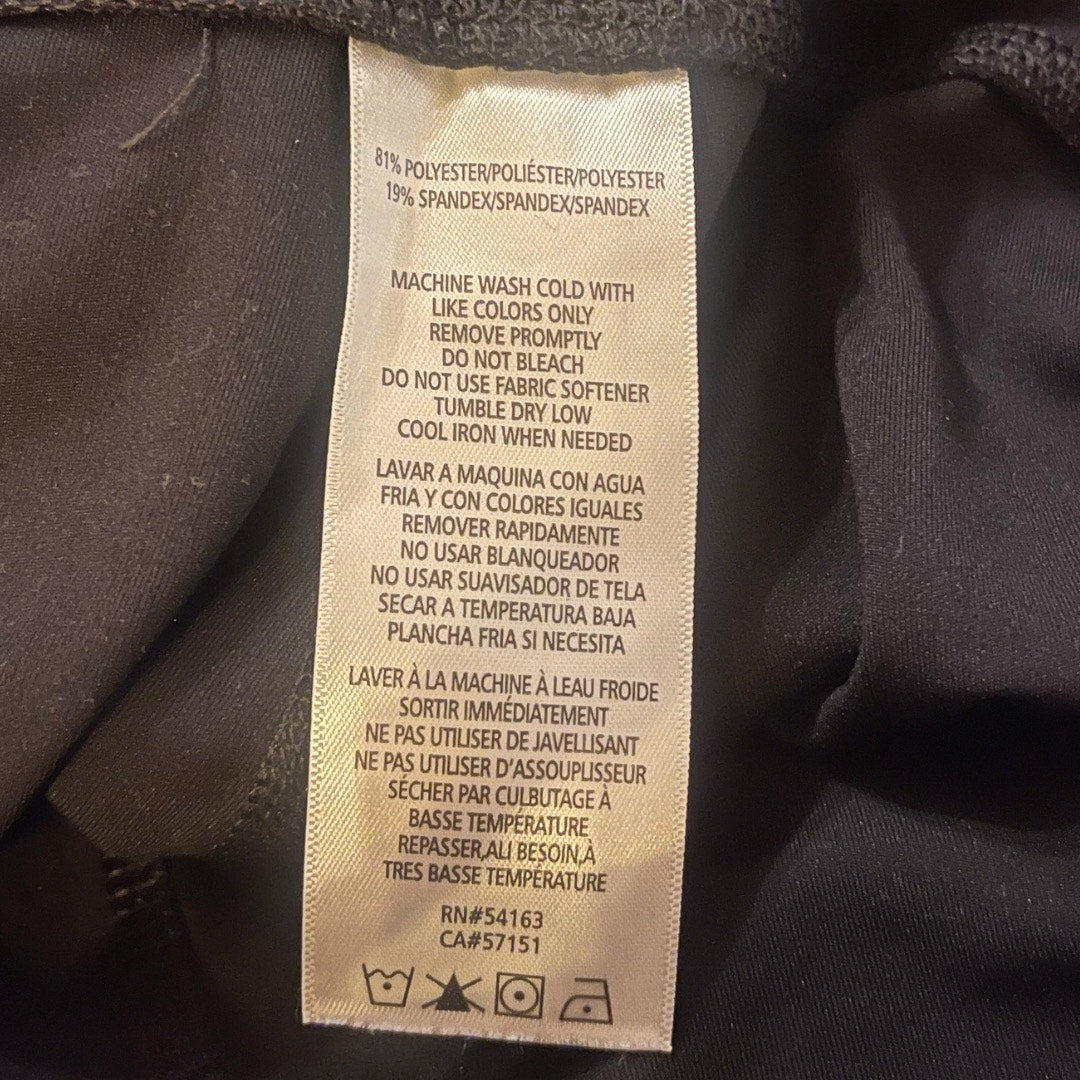 81% POLYESTER/POLIÉSTER/POLYESTER
19% SPANDEX/SPANDEX/SPANDEX
MACHINE WASH COLD WITH
LIKE COLORS ONLY
REMOVE PROMPTLY
DO NOT BLEACH
DO NOT USE FABRIC SOFTENER
TUMBLE DRY LOW
COOL IRON WHEN NEEDED
LAVAR A MAQUINA CON AGUA
FRIA Y CON COLORES IGUALES
REMOVER RAPIDAMENTE
NO USAR BLANQUEADOR
NO USAR SUAVISADOR DE TELA
SECAR A TEMPERATURA BAJA
PLANCHA FRIA SI NECESITA
LAVER À LA MACHINE À LEAU FROIDE
SORTIR IMMÉDIATEMENT
NE PAS UTILISER DE JAVELLISANT
NE PAS UTILISER D'ASSOUPLISSEUR
SÉCHER PAR CULBUTAGE À
BASSE TEMPÉRATURE
REPASSER,ALI BESOIN,À
TRES BASSE TEMPÉRATURE
RN#54163
CA#57151